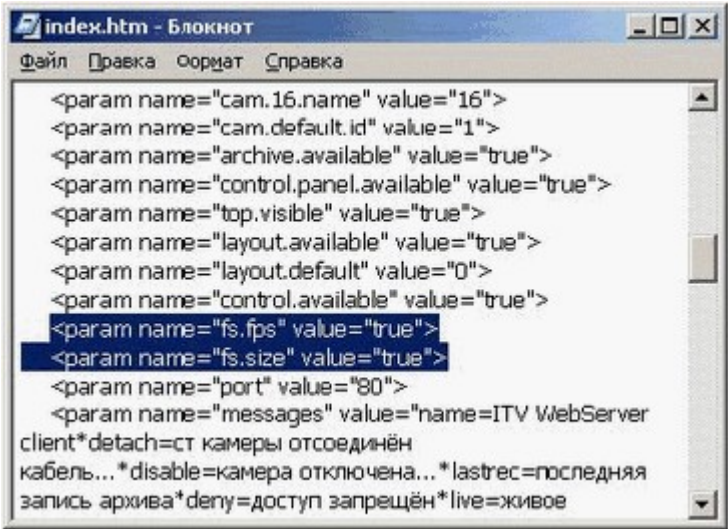 index.htm - Блокнот
Файл Правка Формат Справка
<param name="cam.16.name" value="16">
<param name="cam.default.id" value="1">
<param name="archive.available" value="true">
<param name="control.panel.available" value="true">
<param name="top.visible" value="true">
<param name="layout.available" value="true">
<param name="layout.default" value="0">
<param name="control.available" value="true">
<param name="fs.fps" value="true">
<param name="fs.size" value="true">
<param name="port" value="80">
<param name="messages" value="name=ITV WebServer
client*detach=ст камеры отсоединён
кабель...*disable=камера отключена...*lastrec=последняя
запись архива*deny=доступ запрещён*live=живое